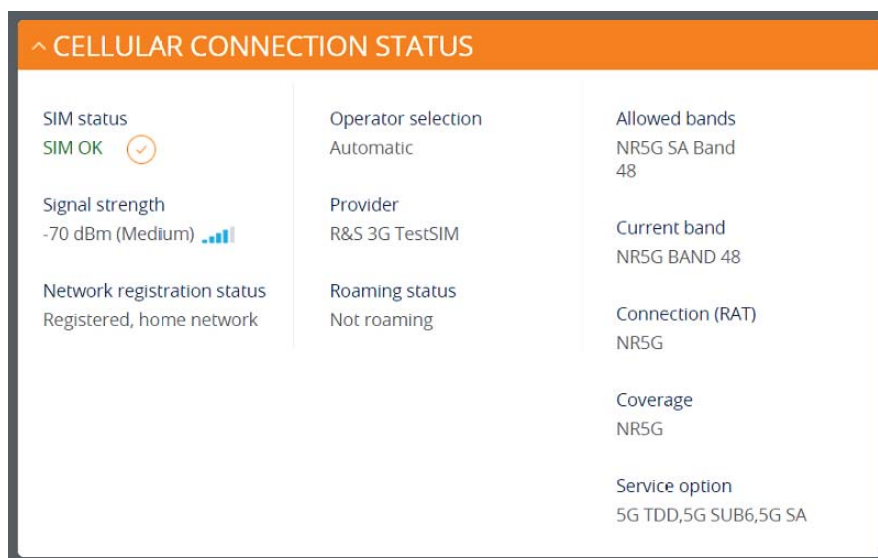 CELLULAR CONNECTION STATUS
SIM status
SIM OK
Signal strength
-70 dBm (Medium)
Network registration status
Registered, home network
Operator selection
Automatic
Provider
R&S 3G TestSIM
Roaming status
Not roaming
Allowed bands
NR5G SA Band
48
Current band
NR5G BAND 48
Connection (RAT)
NR5G
Coverage
NR5G
Service option
5G TDD,5G SUB6,5G SA